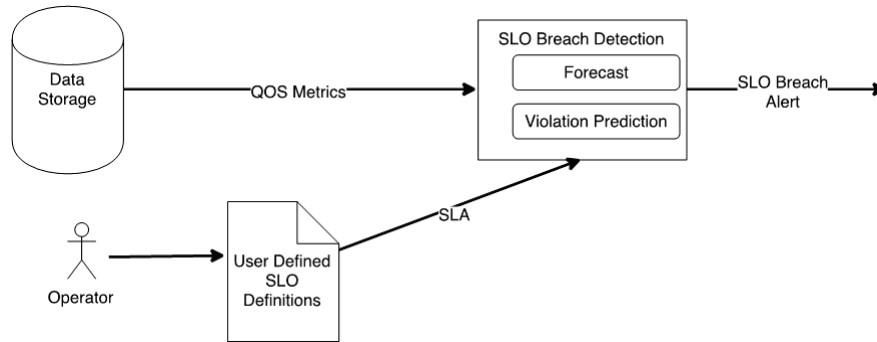 Data
Storage
QOS Metrics
SLO Breach Detection
Forecast
Violation Prediction
SLO Breach
Alert
SLA
Operator
User Defined
SLO
Definitions